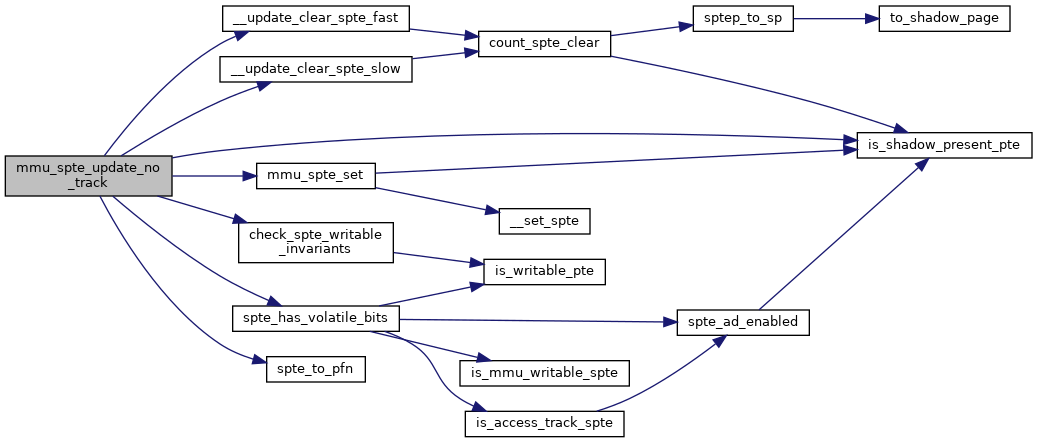 __update_clear_spte_fast
sptep_to_sp
to_shadow_page
count_spte_clear
__update_clear_spte_slow
is_shadow_present_pte
mmu_spte_update_no
_track
mmu_spte_set
__set_spte
check_spte_writable
_invariants
is_writable_pte
spte_has_volatile_bits
spte_ad_enabled
spte_to_pfn
is_mmu_writable_spte
is_access_track_spte